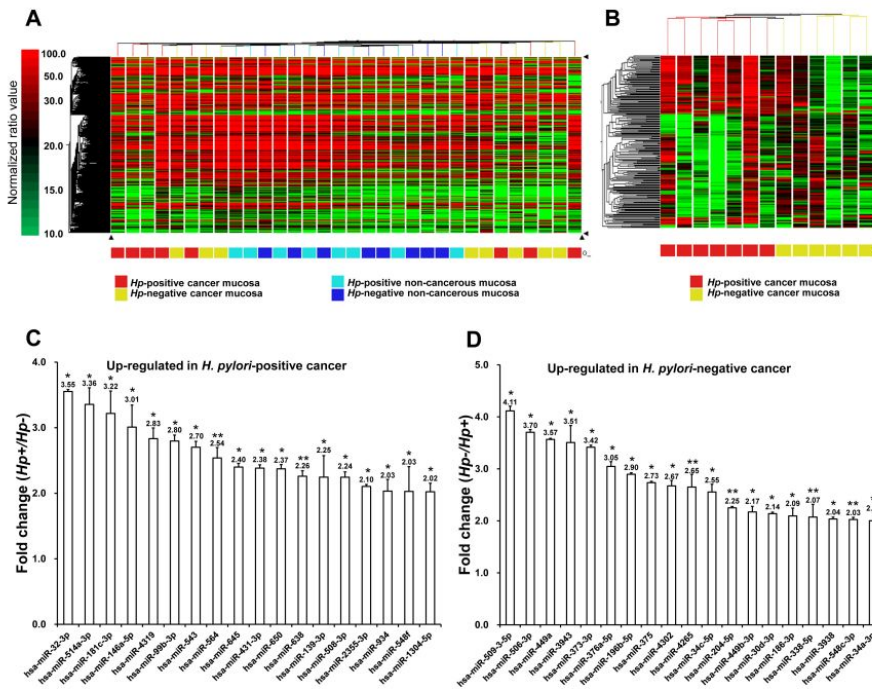 A
B
Normalized ratio value
100.0
50.0
30.0
20.0
15.0
10.0
Hp-positive cancer mucosa
Hp-negative cancer mucosa
Hp-positive non-cancerous mucosa
Hp-negative non-cancerous mucosa
Hp-positive cancer mucosa
Hp-negative cancer mucosa
C
Up-regulated in H. pylori-positive cancer
Fold change (Hp+/Hp-)
4.0
3.0
2.0
1.0
0.0
* * * * * * * ** * * * ** * * * * * *
3.55 3.36 3.22 3.01 2.83 2.80 2.70 2.54 2.40 2.38 2.37 2.26 2.25 2.24 2.10 2.03 2.03 2.02
hsa-miR-32-3p
hsa-miR-514a-3p
hsa-miR-181c-3p
hsa-miR-146a-5p
hsa-miR-4319
hsa-miR-99b-3p
hsa-miR-543
hsa-miR-564
hsa-miR-645
hsa-miR-431-3p
hsa-miR-650
hsa-miR-638
hsa-miR-139-3p
hsa-miR-508-3p
hsa-miR-2355-3p
hsa-miR-934
hsa-miR-548f
hsa-miR-1304-5p
D
Up-regulated in H. pylori-negative cancer
Fold change (Hp-/Hp+)
5.0
4.0
3.0
2.0
1.0
0.0
* * * * * * * * * ** * ** * * * ** * **
4.11 3.70 3.57 3.51 3.42 3.05 2.90 2.73 2.67 2.65 2.55 2.25 2.17 2.14 2.09 2.07 2.04 2.03
hsa-miR-509-3-5p
hsa-miR-506-3p
hsa-miR-449a
hsa-miR-3943
hsa-miR-373-3p
hsa-miR-376a-5p
hsa-miR-196b-5p
hsa-miR-375
hsa-miR-4302
hsa-miR-4265
hsa-miR-34c-5p
hsa-miR-204-5p
hsa-miR-449b-3p
hsa-miR-30d-3p
hsa-miR-186-3p
hsa-miR-338-5p
hsa-miR-3938
hsa-miR-548c-3p
hsa-miR-34a-3p